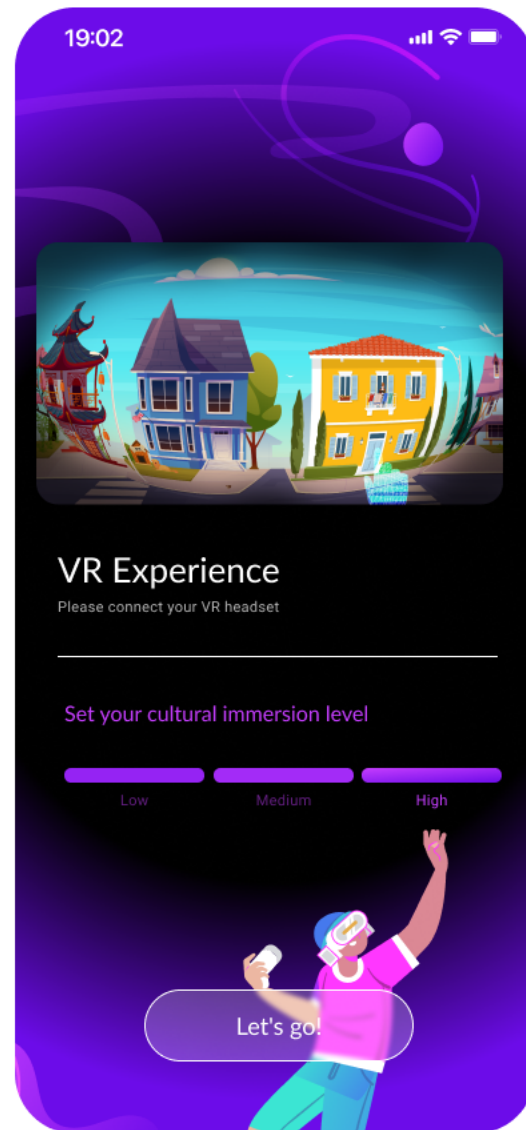 19:02
VR Experience
Please connect your VR headset
Set your cultural immersion level
Low Medium High
Let's go!